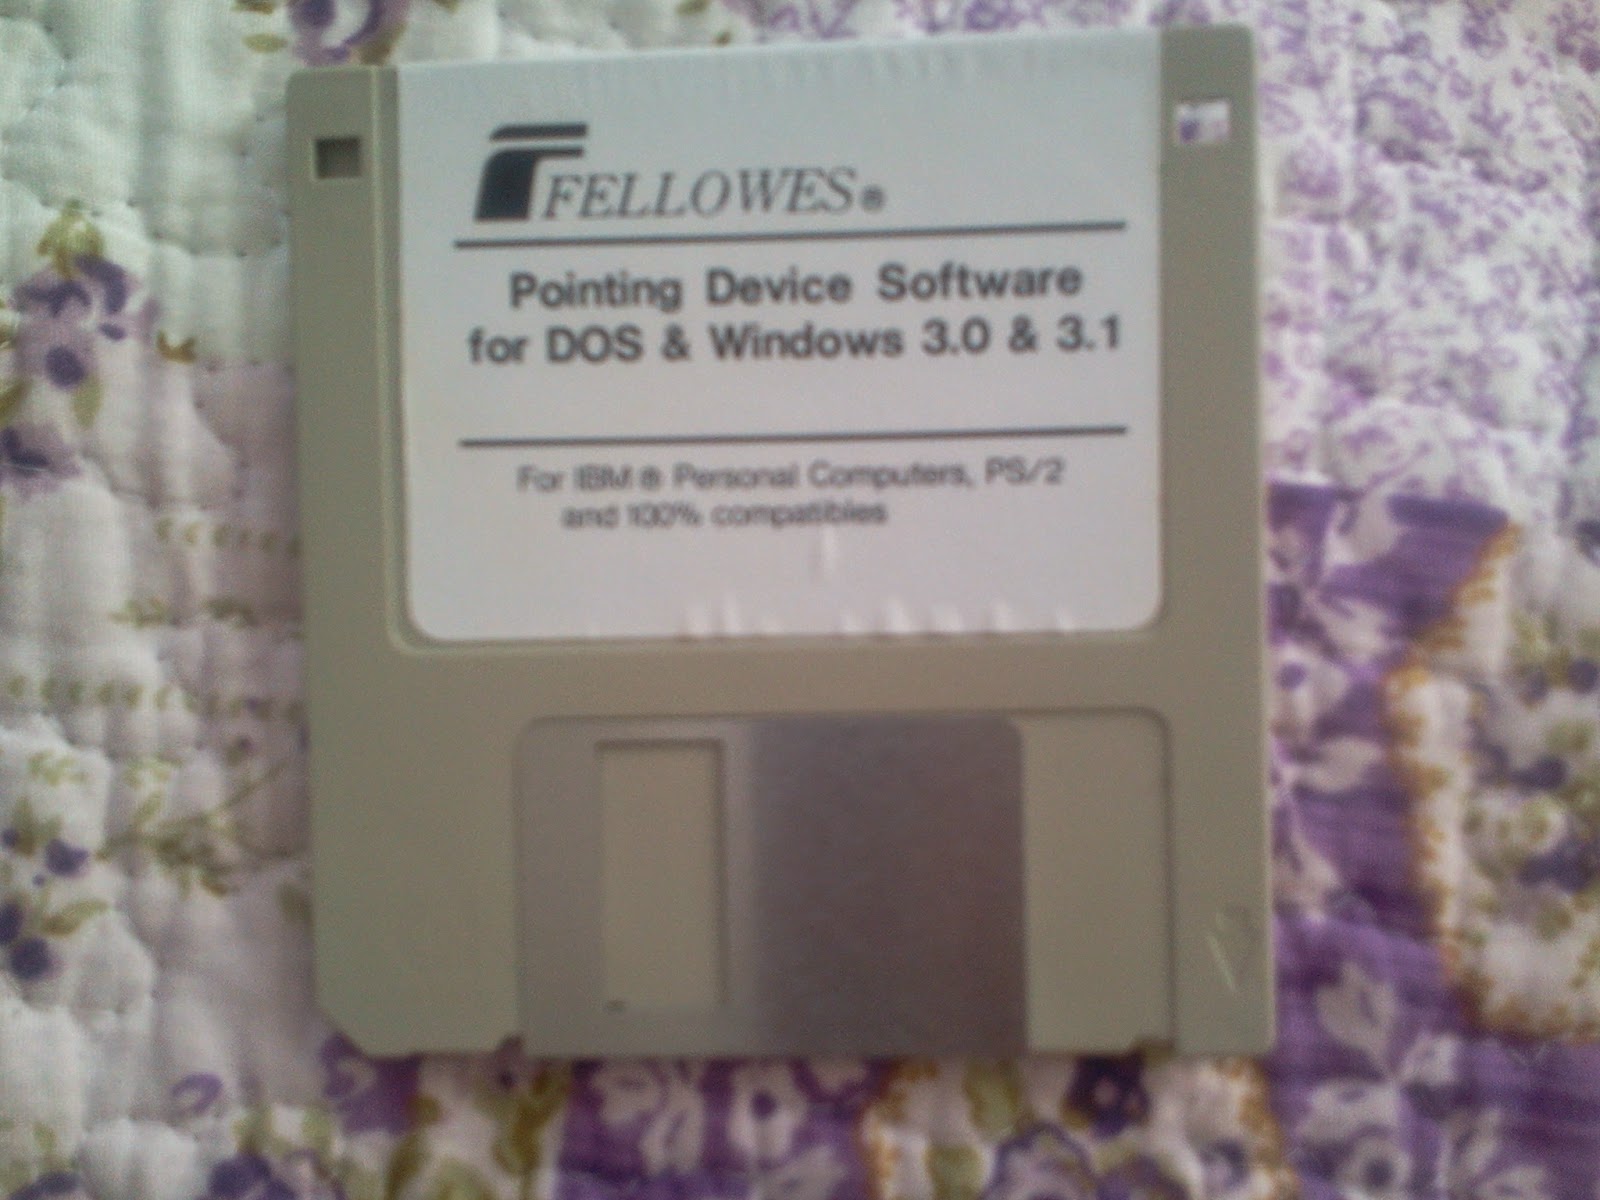 FELLOWES®
Pointing Device Software
for DOS & Windows 3.0 & 3.1
For IBM ® Personal Computers, PS/2
and 100% compatibles